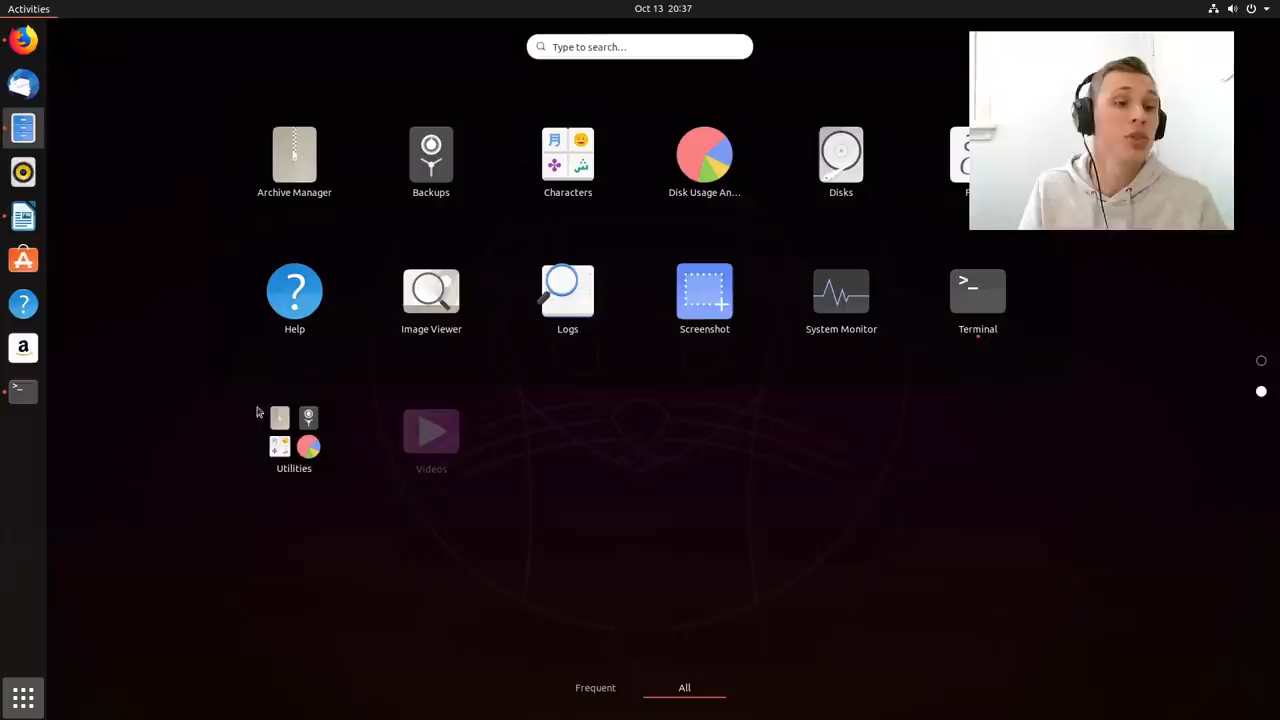 Activities
Oct 13 20:37
Type to search...
Archive Manager
Backups
Characters
Disk Usage An...
Disks
Help
Image Viewer
Logs
Screenshot
System Monitor
Terminal
Utilities
Videos
Frequent
All